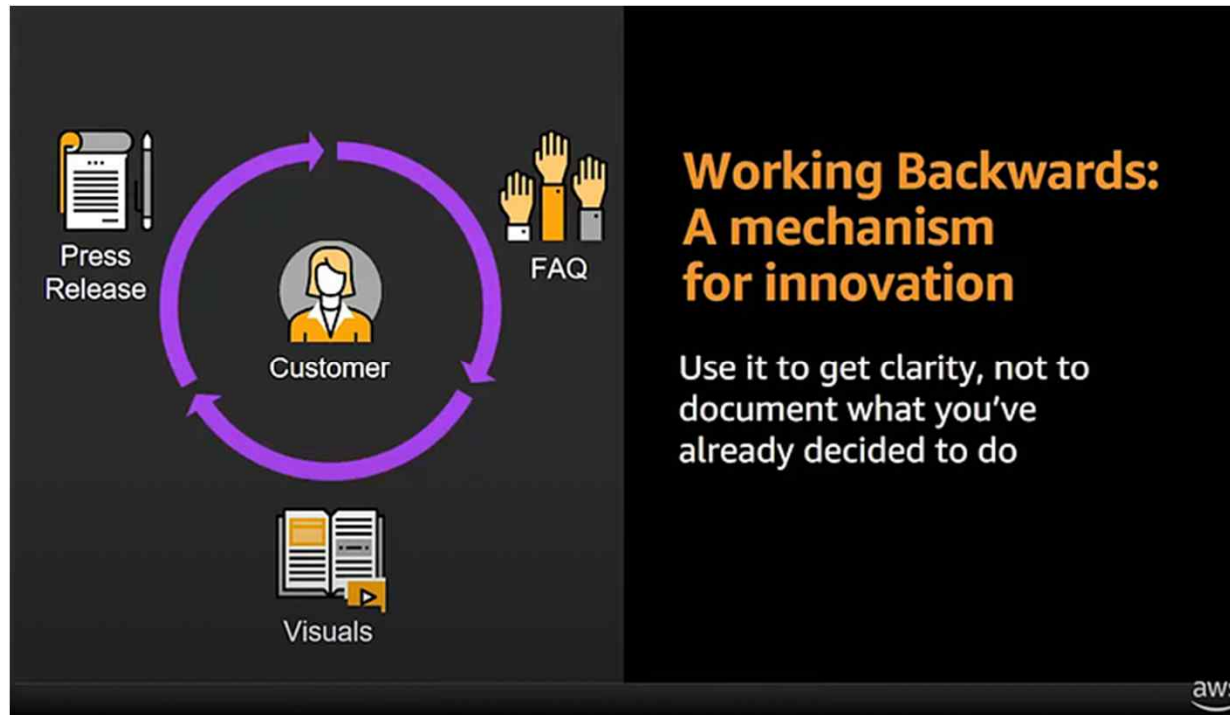 Press
Release
FAQ
Customer
Visuals
Working Backwards:
A mechanism
for innovation
Use it to get clarity, not to
document what you've
already decided to do
aws